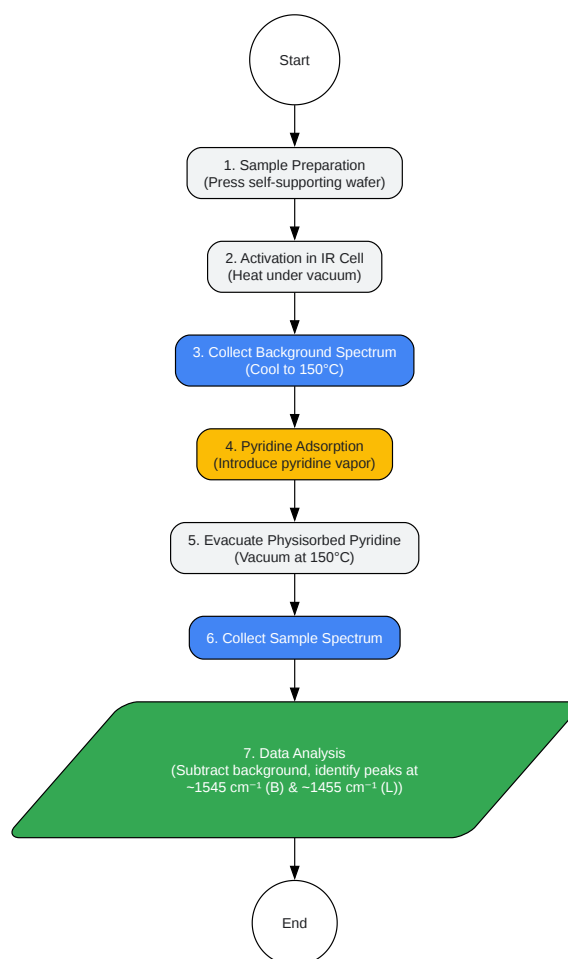 Start
1. Sample Preparation
(Press self-supporting wafer)
2. Activation in IR Cell
(Heat under vacuum)
3. Collect Background Spectrum
(Cool to 150°C)
4. Pyridine Adsorption
(Introduce pyridine vapor)
5. Evacuate Physisorbed Pyridine
(Vacuum at 150°C)
6. Collect Sample Spectrum
7. Data Analysis
(Subtract background, identify peaks at
~1545 cm⁻¹ (B) & ~1455 cm⁻¹ (L))
End